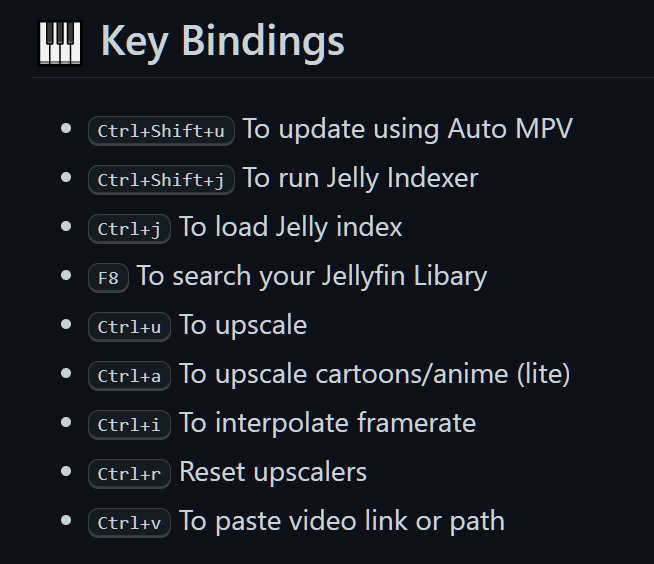 Key Bindings
Ctrl+Shift+u To update using Auto MPV
Ctrl+Shift+j To run Jelly Indexer
Ctrl+j To load Jelly index
F8 To search your Jellyfin Libary
Ctrl+u To upscale
Ctrl+a To upscale cartoons/anime (lite)
Ctrl+i To interpolate framerate
Ctrl+r Reset upscalers
Ctrl+v To paste video link or path